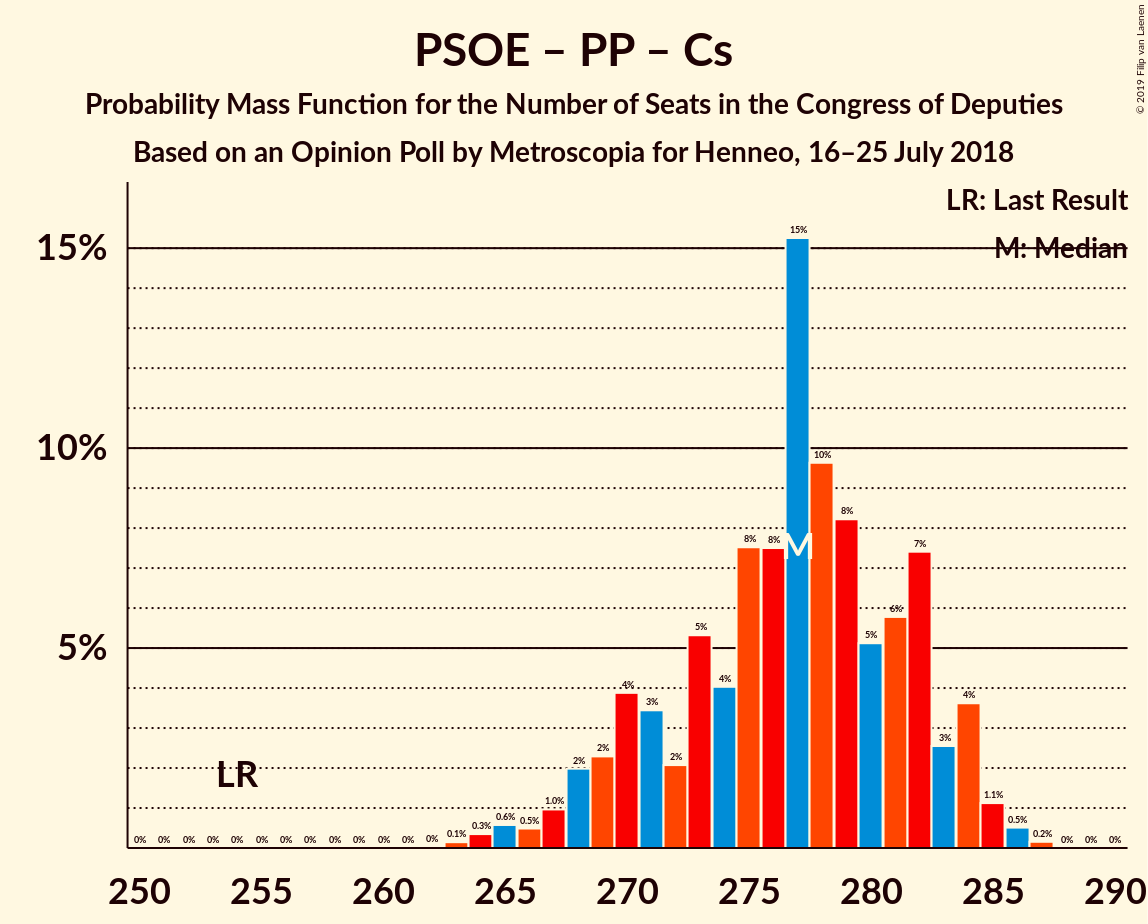 PSOE – PP – Cs
Probability Mass Function for the Number of Seats in the Congress of Deputies
Based on an Opinion Poll by Metroscopia for Henneo, 16–25 July 2018
© 2019 Filip van Laenen
LR: Last Result
M: Median
15%
10%
5%
LR
M
0% 0% 0% 0% 0% 0% 0% 0% 0% 0% 0% 0% 0% 0.1% 0.3% 0.6% 0.5% 1.0% 2% 2% 4% 3% 2% 5% 4% 8% 8% 15% 10% 8% 5% 6% 7% 3% 4% 1.1% 0.5% 0.2% 0% 0% 0%
250 255 260 265 270 275 280 285 290